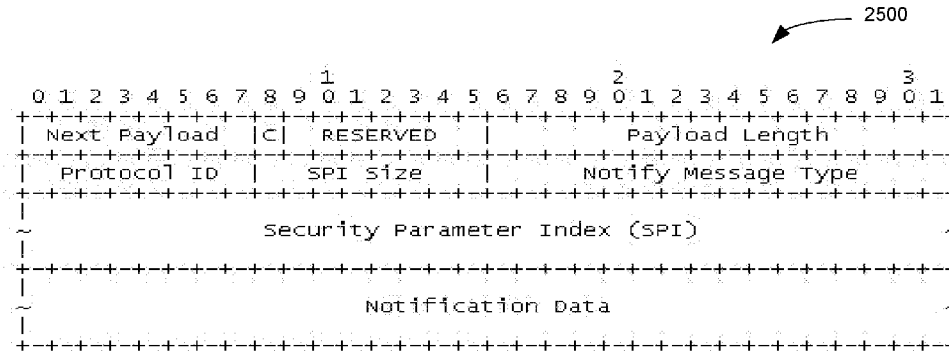 2500
                     1                   2                   3
 0 1 2 3 4 5 6 7 8 9 0 1 2 3 4 5 6 7 8 9 0 1 2 3 4 5 6 7 8 9 0 1
+-+-+-+-+-+-+-+-+-+-+-+-+-+-+-+-+-+-+-+-+-+-+-+-+-+-+-+-+-+-+-+-
| Next Payload |C| RESERVED | Payload Length
+-+-+-+-+-+-+-+-+-+-+-+-+-+-+-+-+-+-+-+-+-+-+-+-+-+-+-+-+-+-+-+-
| Protocol ID | SPI Size | Notify Message Type
+-+-+-+-+-+-+-+-+-+-+-+-+-+-+-+-+-+-+-+-+-+-+-+-+-+-+-+-+-+-+-+-
|
~ Security Parameter Index (SPI) ~
|
+-+-+-+-+-+-+-+-+-+-+-+-+-+-+-+-+-+-+-+-+-+-+-+-+-+-+-+-+-+-+-+-
|
~ Notification Data ~
|
+-+-+-+-+-+-+-+-+-+-+-+-+-+-+-+-+-+-+-+-+-+-+-+-+-+-+-+-+-+-+-+-